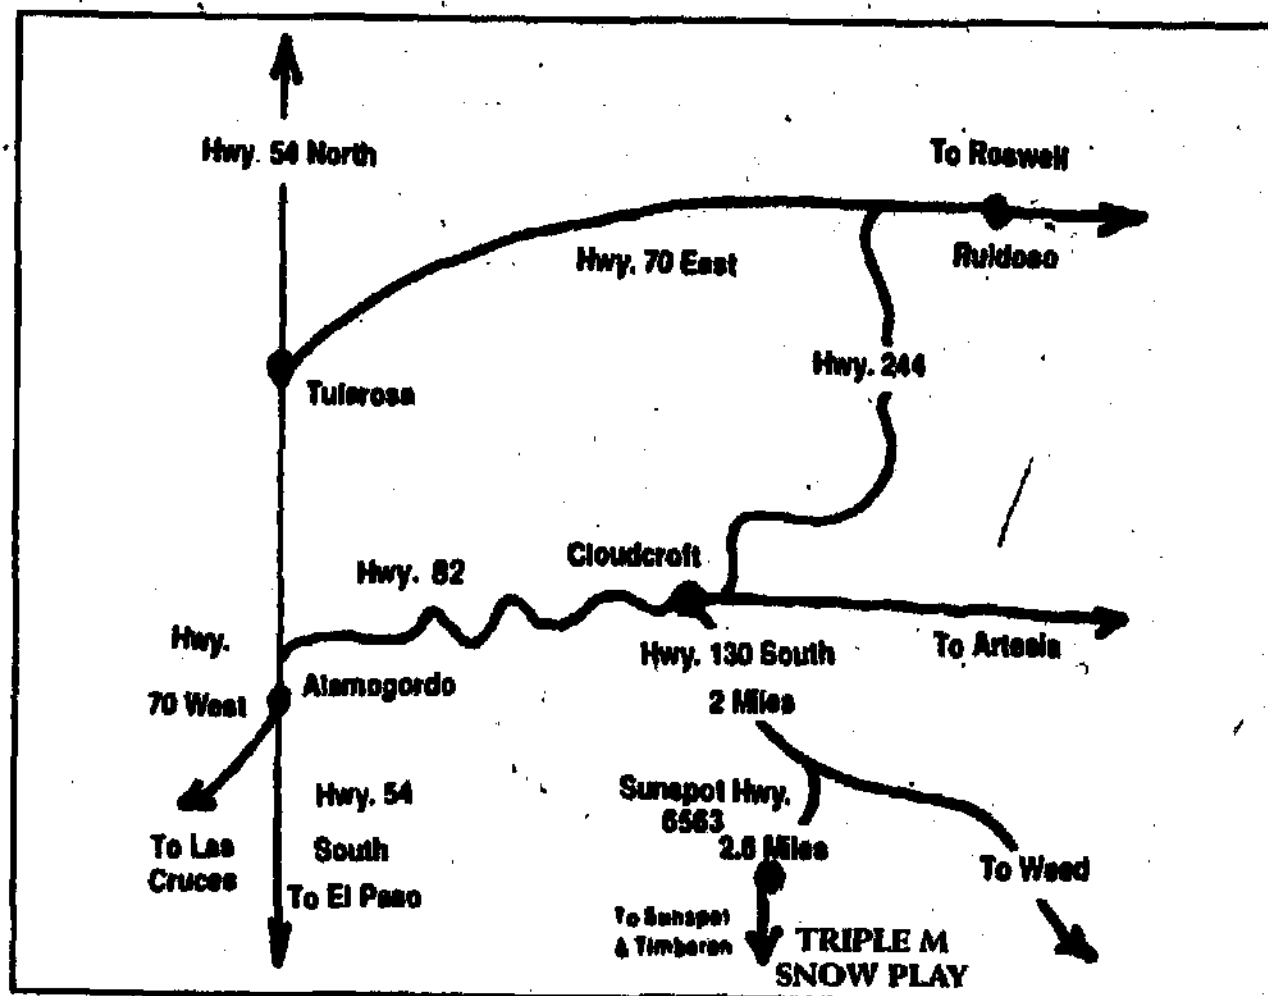 Hwy. 54 North
To Roswell
Hwy. 70 East
Ruidoso
Hwy. 244
Tularosa
Cloudcroft
Hwy. 82
Hwy.
70 West
Alamogordo
Hwy. 130 South
2 Miles
To Artesia
Hwy. 54
South
To El Paso
To Las
Cruces
Sunspot Hwy.
6563
2.6 Miles
To Weed
To Sunspot
& Timberon
TRIPLE M
SNOW PLAY